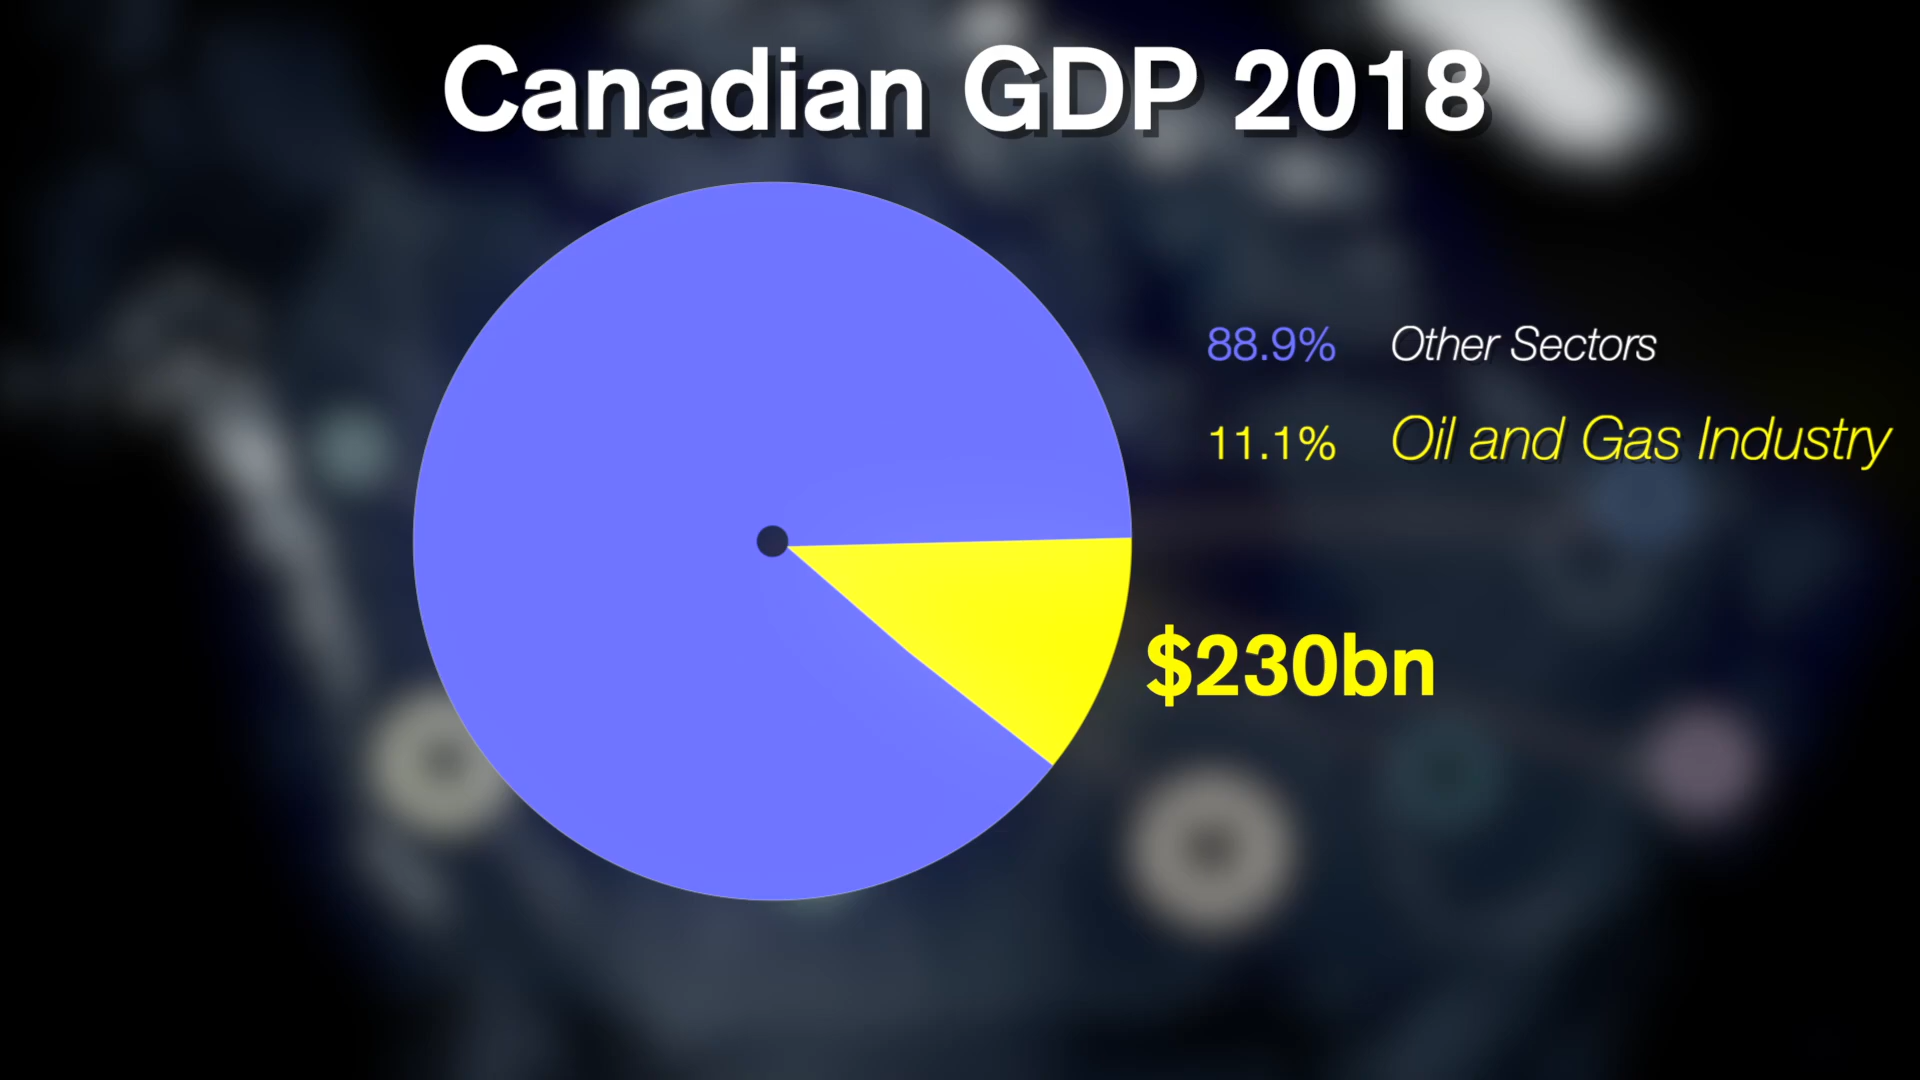 Canadian GDP 2018
88.9% Other Sectors
11.1% Oil and Gas Industry
$230bn